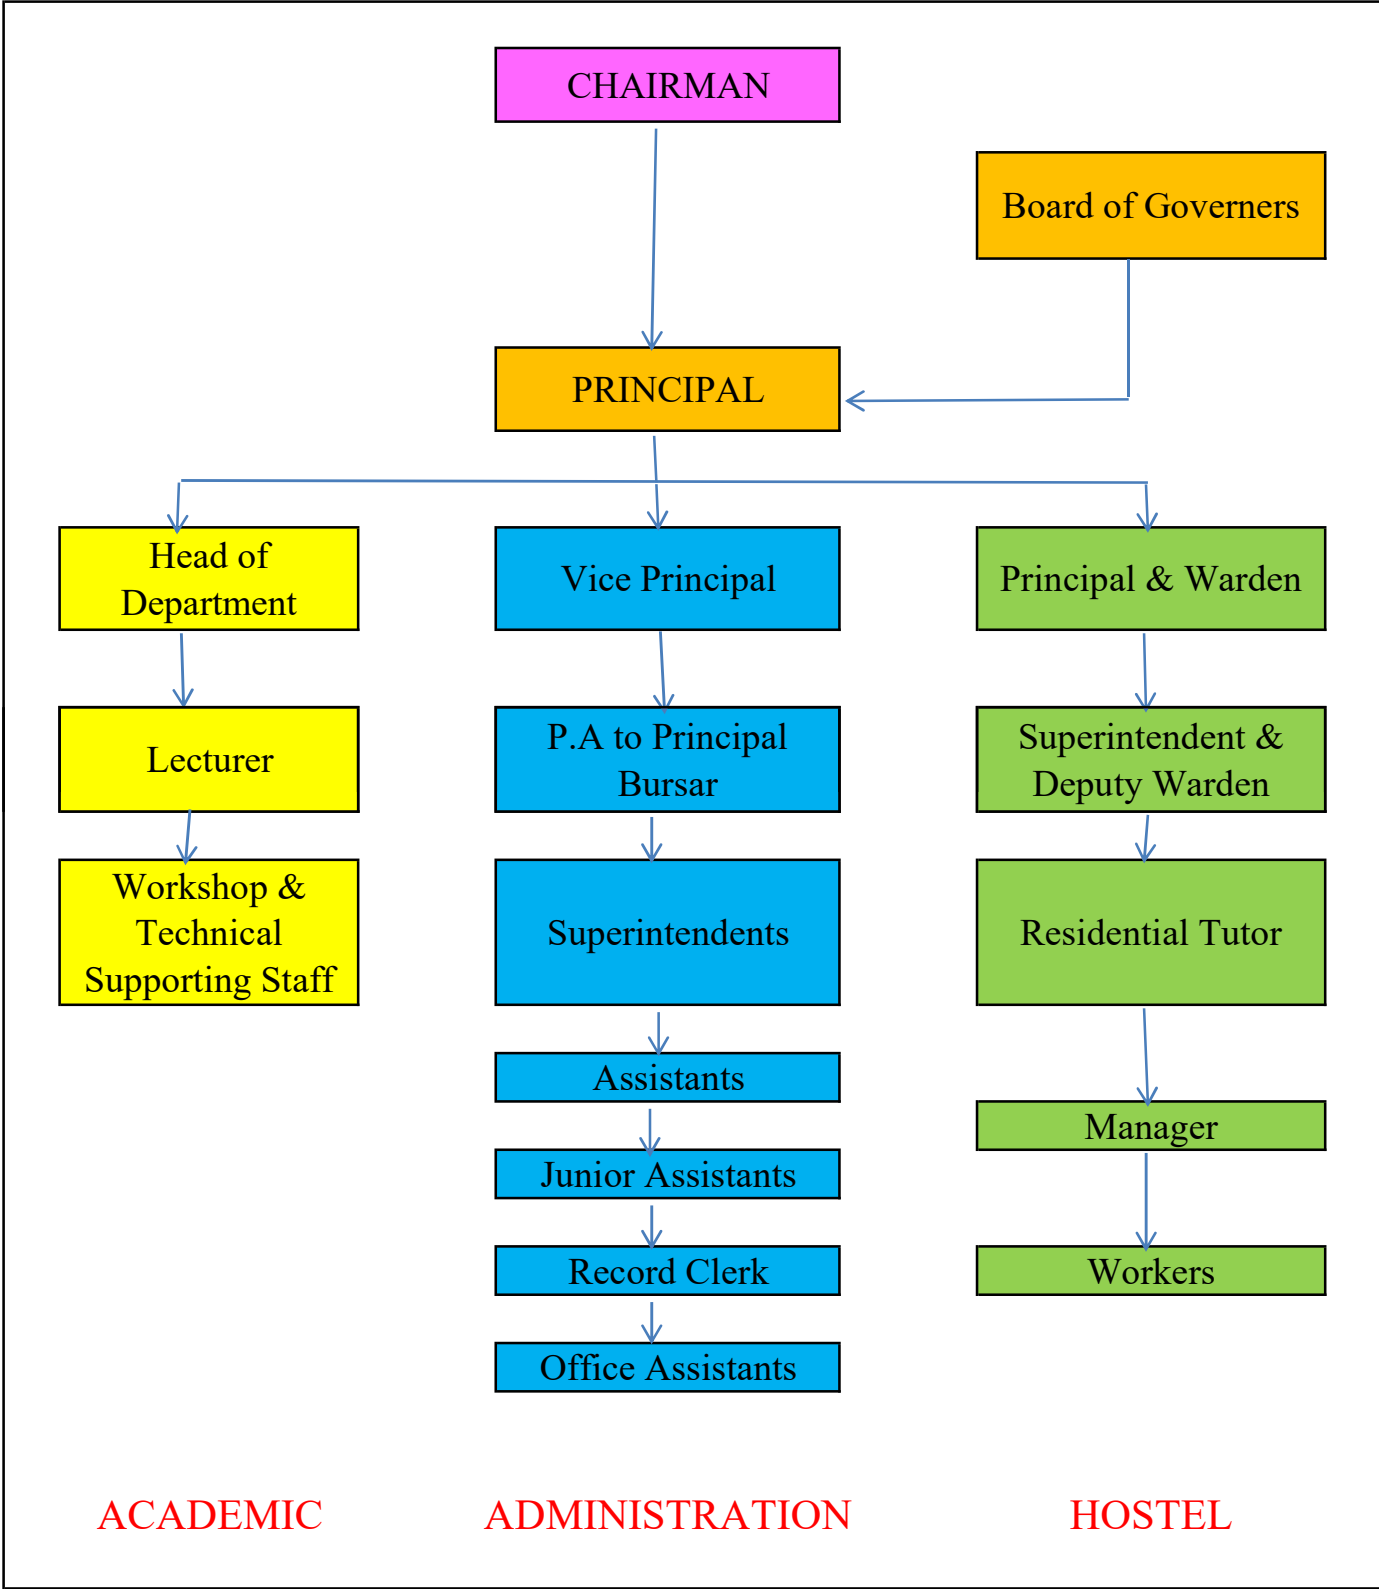 CHAIRMAN
Board of Governers
PRINCIPAL
Head of
Department
Vice Principal
Principal & Warden
Lecturer
P.A to Principal
Bursar
Superintendent &
Deputy Warden
Workshop &
Technical
Supporting Staff
Superintendents
Residential Tutor
Assistants
Manager
Junior Assistants
Record Clerk
Workers
Office Assistants
ACADEMIC
ADMINISTRATION
HOSTEL